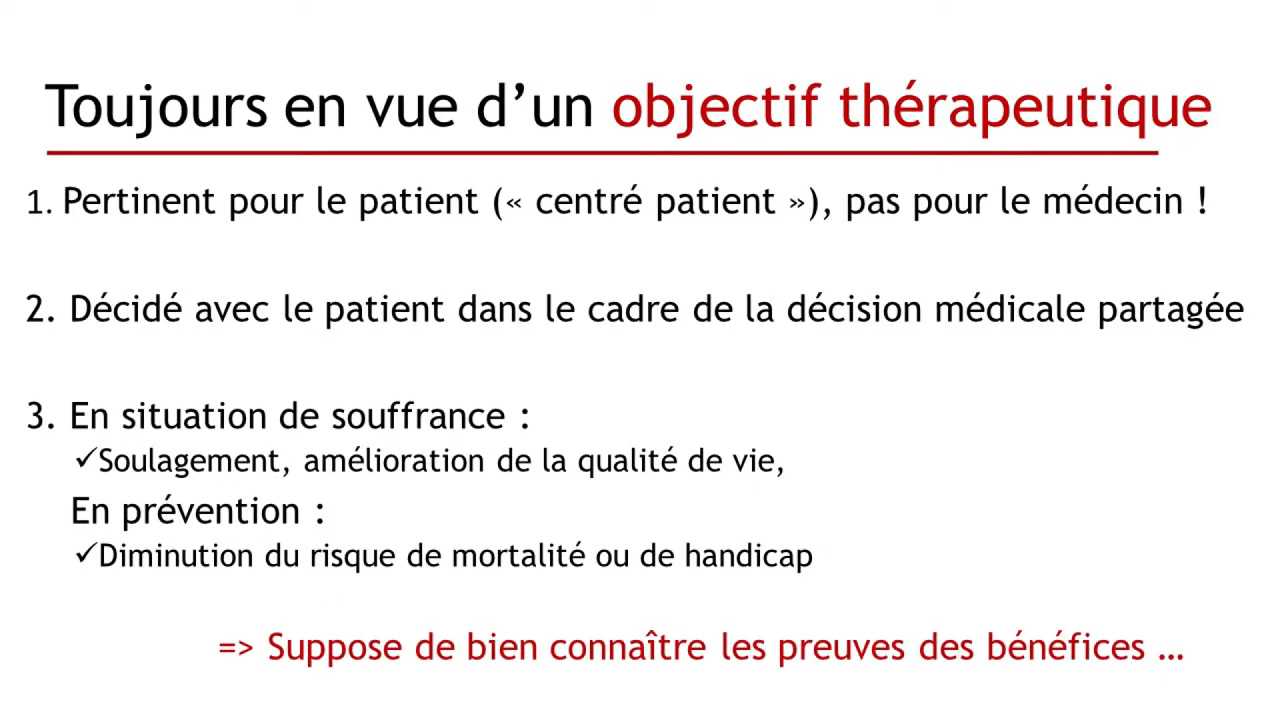 Toujours en vue d’un objectif thérapeutique
1. Pertinent pour le patient (« centré patient »), pas pour le médecin !
2. Décidé avec le patient dans le cadre de la décision médicale partagée
3. En situation de souffrance :
✓Soulagement, amélioration de la qualité de vie,
En prévention :
✓Diminution du risque de mortalité ou de handicap
=> Suppose de bien connaître les preuves des bénéfices …